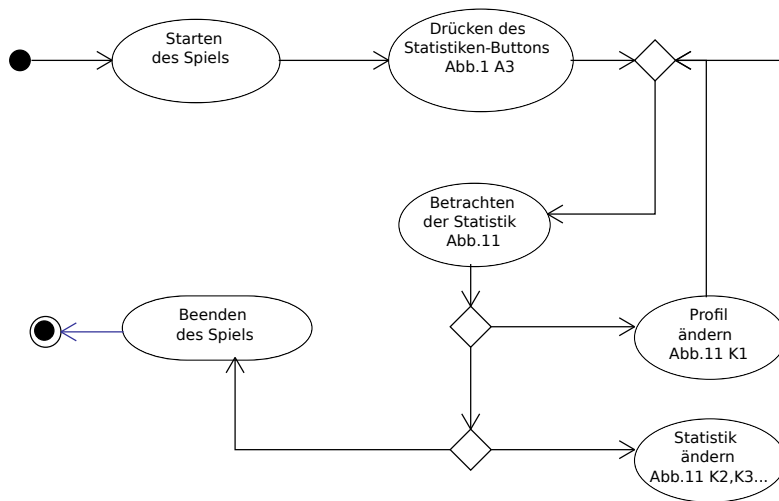 Starten
des Spiels
Drücken des
Statistiken-Buttons
Abb.1 A3
Betrachten
der Statistik
Abb.11
Beenden
des Spiels
Profil
ändern
Abb.11 K1
Statistik
ändern
Abb.11 K2,K3...